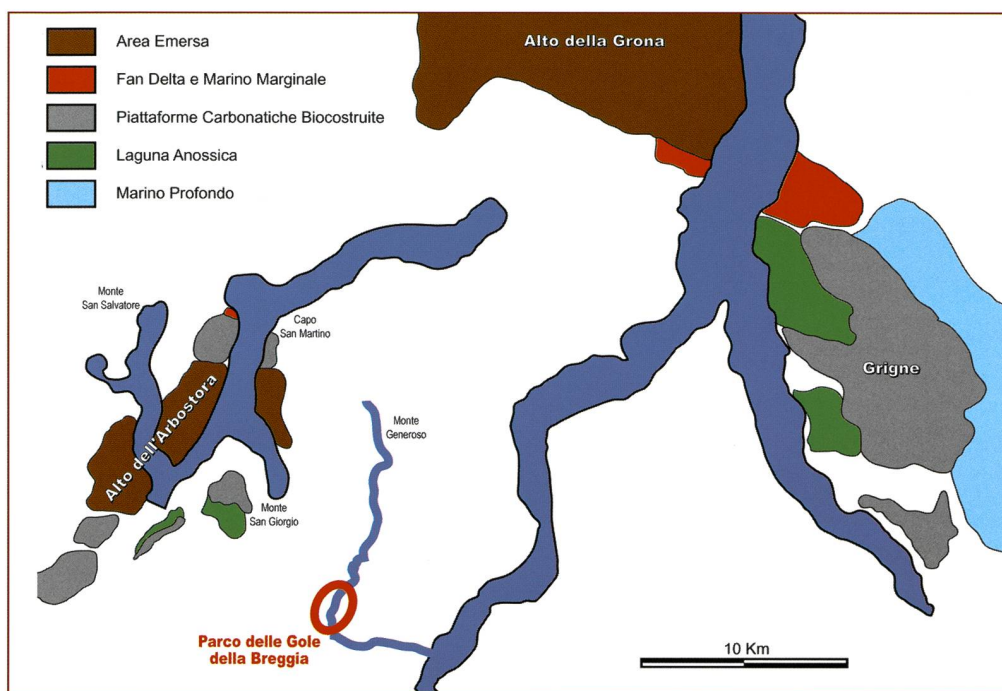 Area Emersa
Fan Delta e Marino Marginale
Piattaforme Carbonatiche Biocostruite
Laguna Anossica
Marino Profondo
Alto della Grona
Monte
San Salvatore
Capo
San Martino
Alto dell'Arbostora
Grigne
Monte
Generoso
Monte
San Giorgio
Parco delle Gole
della Breggia
10 Km